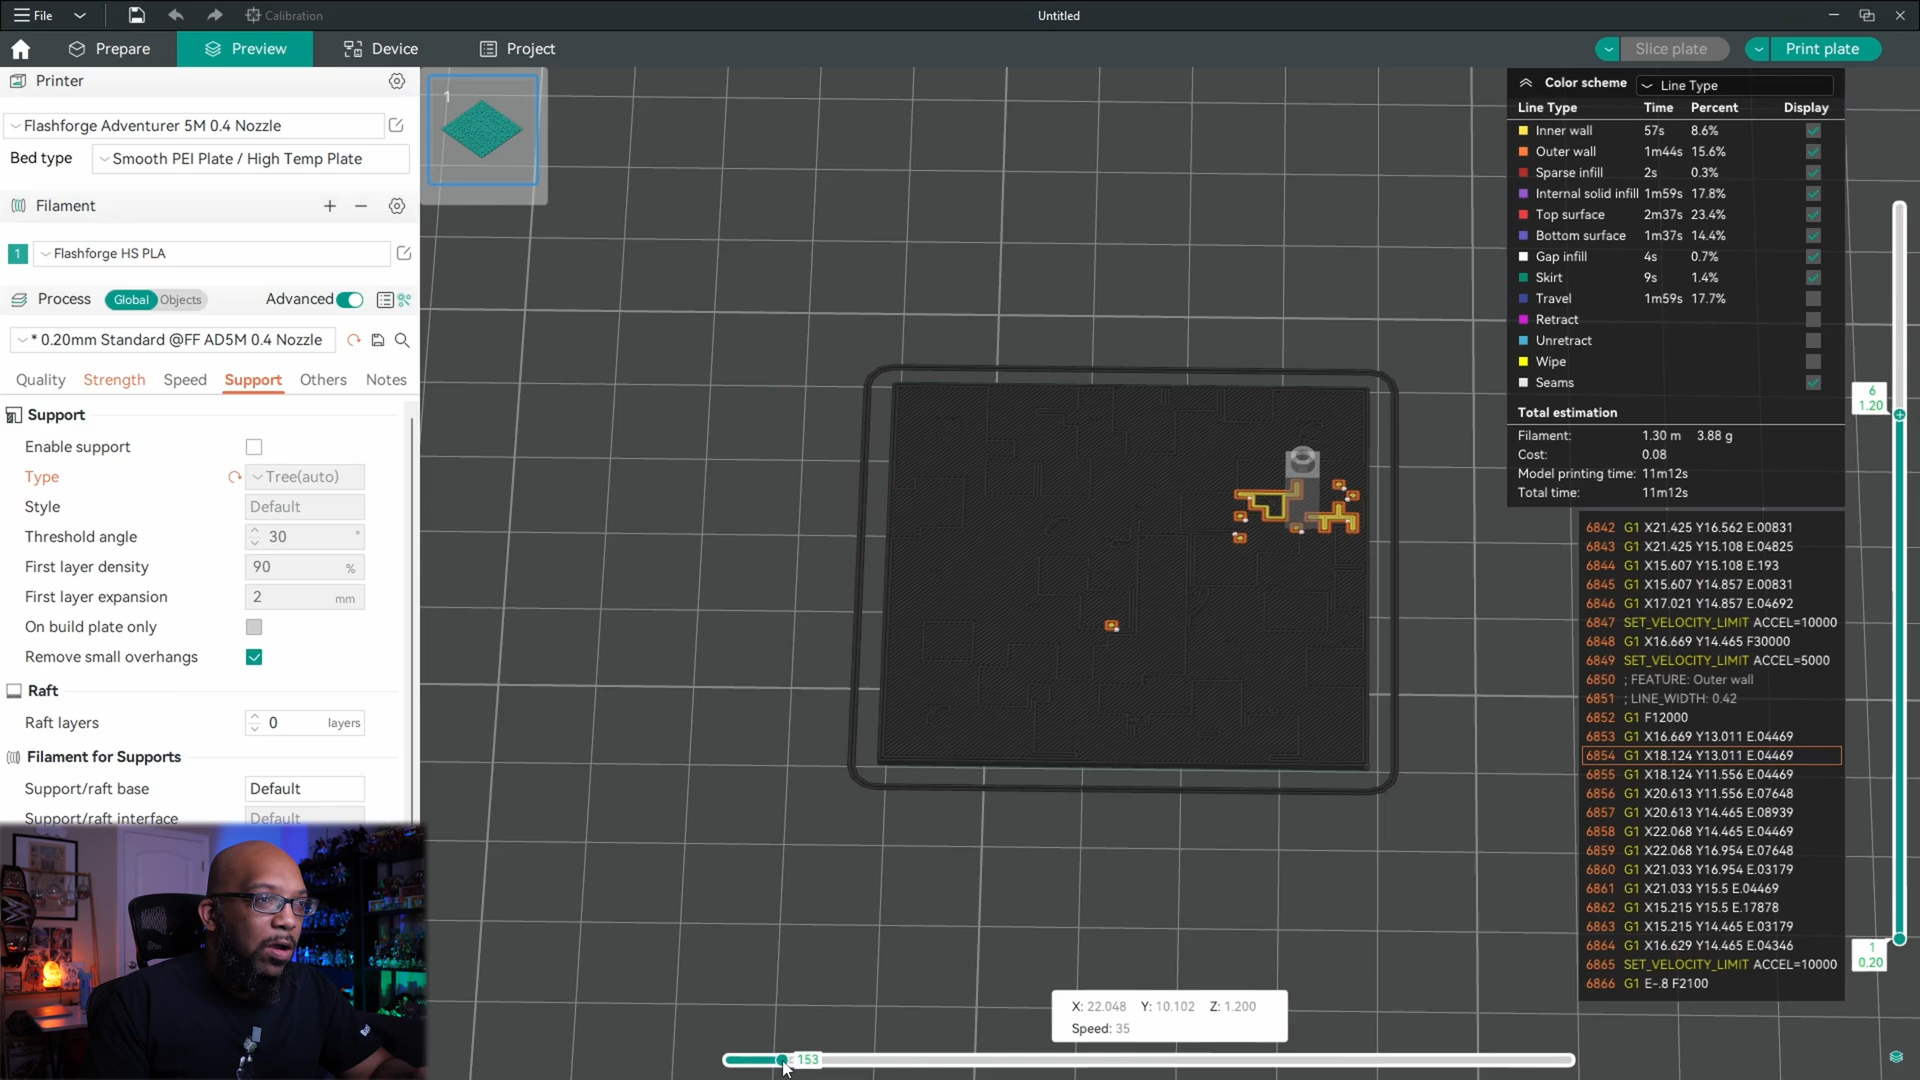 File
Calibration
Untitled
Prepare
Preview
Device
Project
Slice plate
Print plate
Printer
Flashforge Adventurer 5M 0.4 Nozzle
Bed type
Smooth PEI Plate / High Temp Plate
Filament
1
Flashforge HS PLA
Process
Global
Objects
Advanced
* 0.20mm Standard @FF AD5M 0.4 Nozzle
Quality
Strength
Speed
Support
Others
Notes
Support
Enable support
Type
Tree(auto)
Style
Default
Threshold angle
30 °
First layer density
90 %
First layer expansion
2 mm
On build plate only
Remove small overhangs
Raft
Raft layers
0 layers
Filament for Supports
Support/raft base
Default
Support/raft interface
Default
1
Color scheme
Line Type
Line Type Time Percent Display
Inner wall 57s 8.6%
Outer wall 1m44s 15.6%
Sparse infill 2s 0.3%
Internal solid infill 1m59s 17.8%
Top surface 2m37s 23.4%
Bottom surface 1m37s 14.4%
Gap infill 4s 0.7%
Skirt 9s 1.4%
Travel 1m59s 17.7%
Retract
Unretract
Wipe
Seams
Total estimation
Filament: 1.30 m 3.88 g
Cost: 0.08
Model printing time: 11m12s
Total time: 11m12s
6
1.20
6842 G1 X21.425 Y16.562 E.00831
6843 G1 X21.425 Y15.108 E.04825
6844 G1 X15.607 Y15.108 E.193
6845 G1 X15.607 Y14.857 E.00831
6846 G1 X17.021 Y14.857 E.04692
6847 SET_VELOCITY_LIMIT ACCEL=10000
6848 G1 X16.669 Y14.465 F30000
6849 SET_VELOCITY_LIMIT ACCEL=5000
6850 ; FEATURE: Outer wall
6851 ; LINE_WIDTH: 0.42
6852 G1 F12000
6853 G1 X16.669 Y13.011 E.04469
6854 G1 X18.124 Y13.011 E.04469
6855 G1 X18.124 Y11.556 E.04469
6856 G1 X20.613 Y11.556 E.07648
6857 G1 X20.613 Y14.465 E.08939
6858 G1 X22.068 Y14.465 E.04469
6859 G1 X22.068 Y16.954 E.07648
6860 G1 X21.033 Y16.954 E.03179
6861 G1 X21.033 Y15.5 E.04469
6862 G1 X15.215 Y15.5 E.17878
6863 G1 X15.215 Y14.465 E.03179
6864 G1 X16.629 Y14.465 E.04346
6865 SET_VELOCITY_LIMIT ACCEL=10000
6866 G1 E-.8 F2100
1
0.20
X: 22.048 Y: 10.102 Z: 1.200
Speed: 35
153